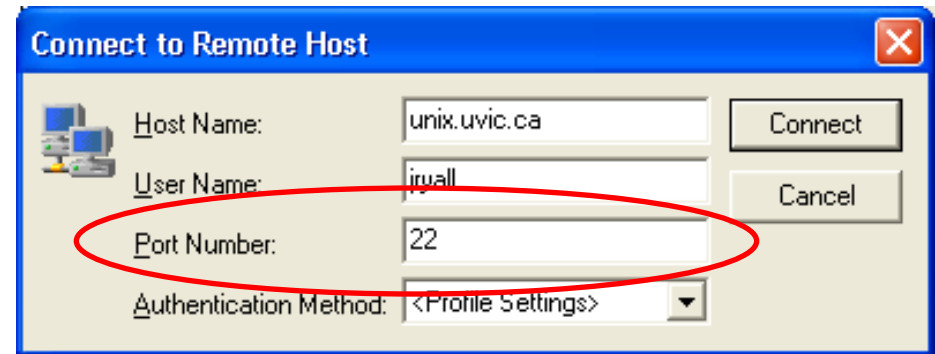 Connect to Remote Host
Host Name: unix.uvic.ca Connect
User Name: jryall
Cancel
Port Number: 22
Authentication Method: <Profile Settings>